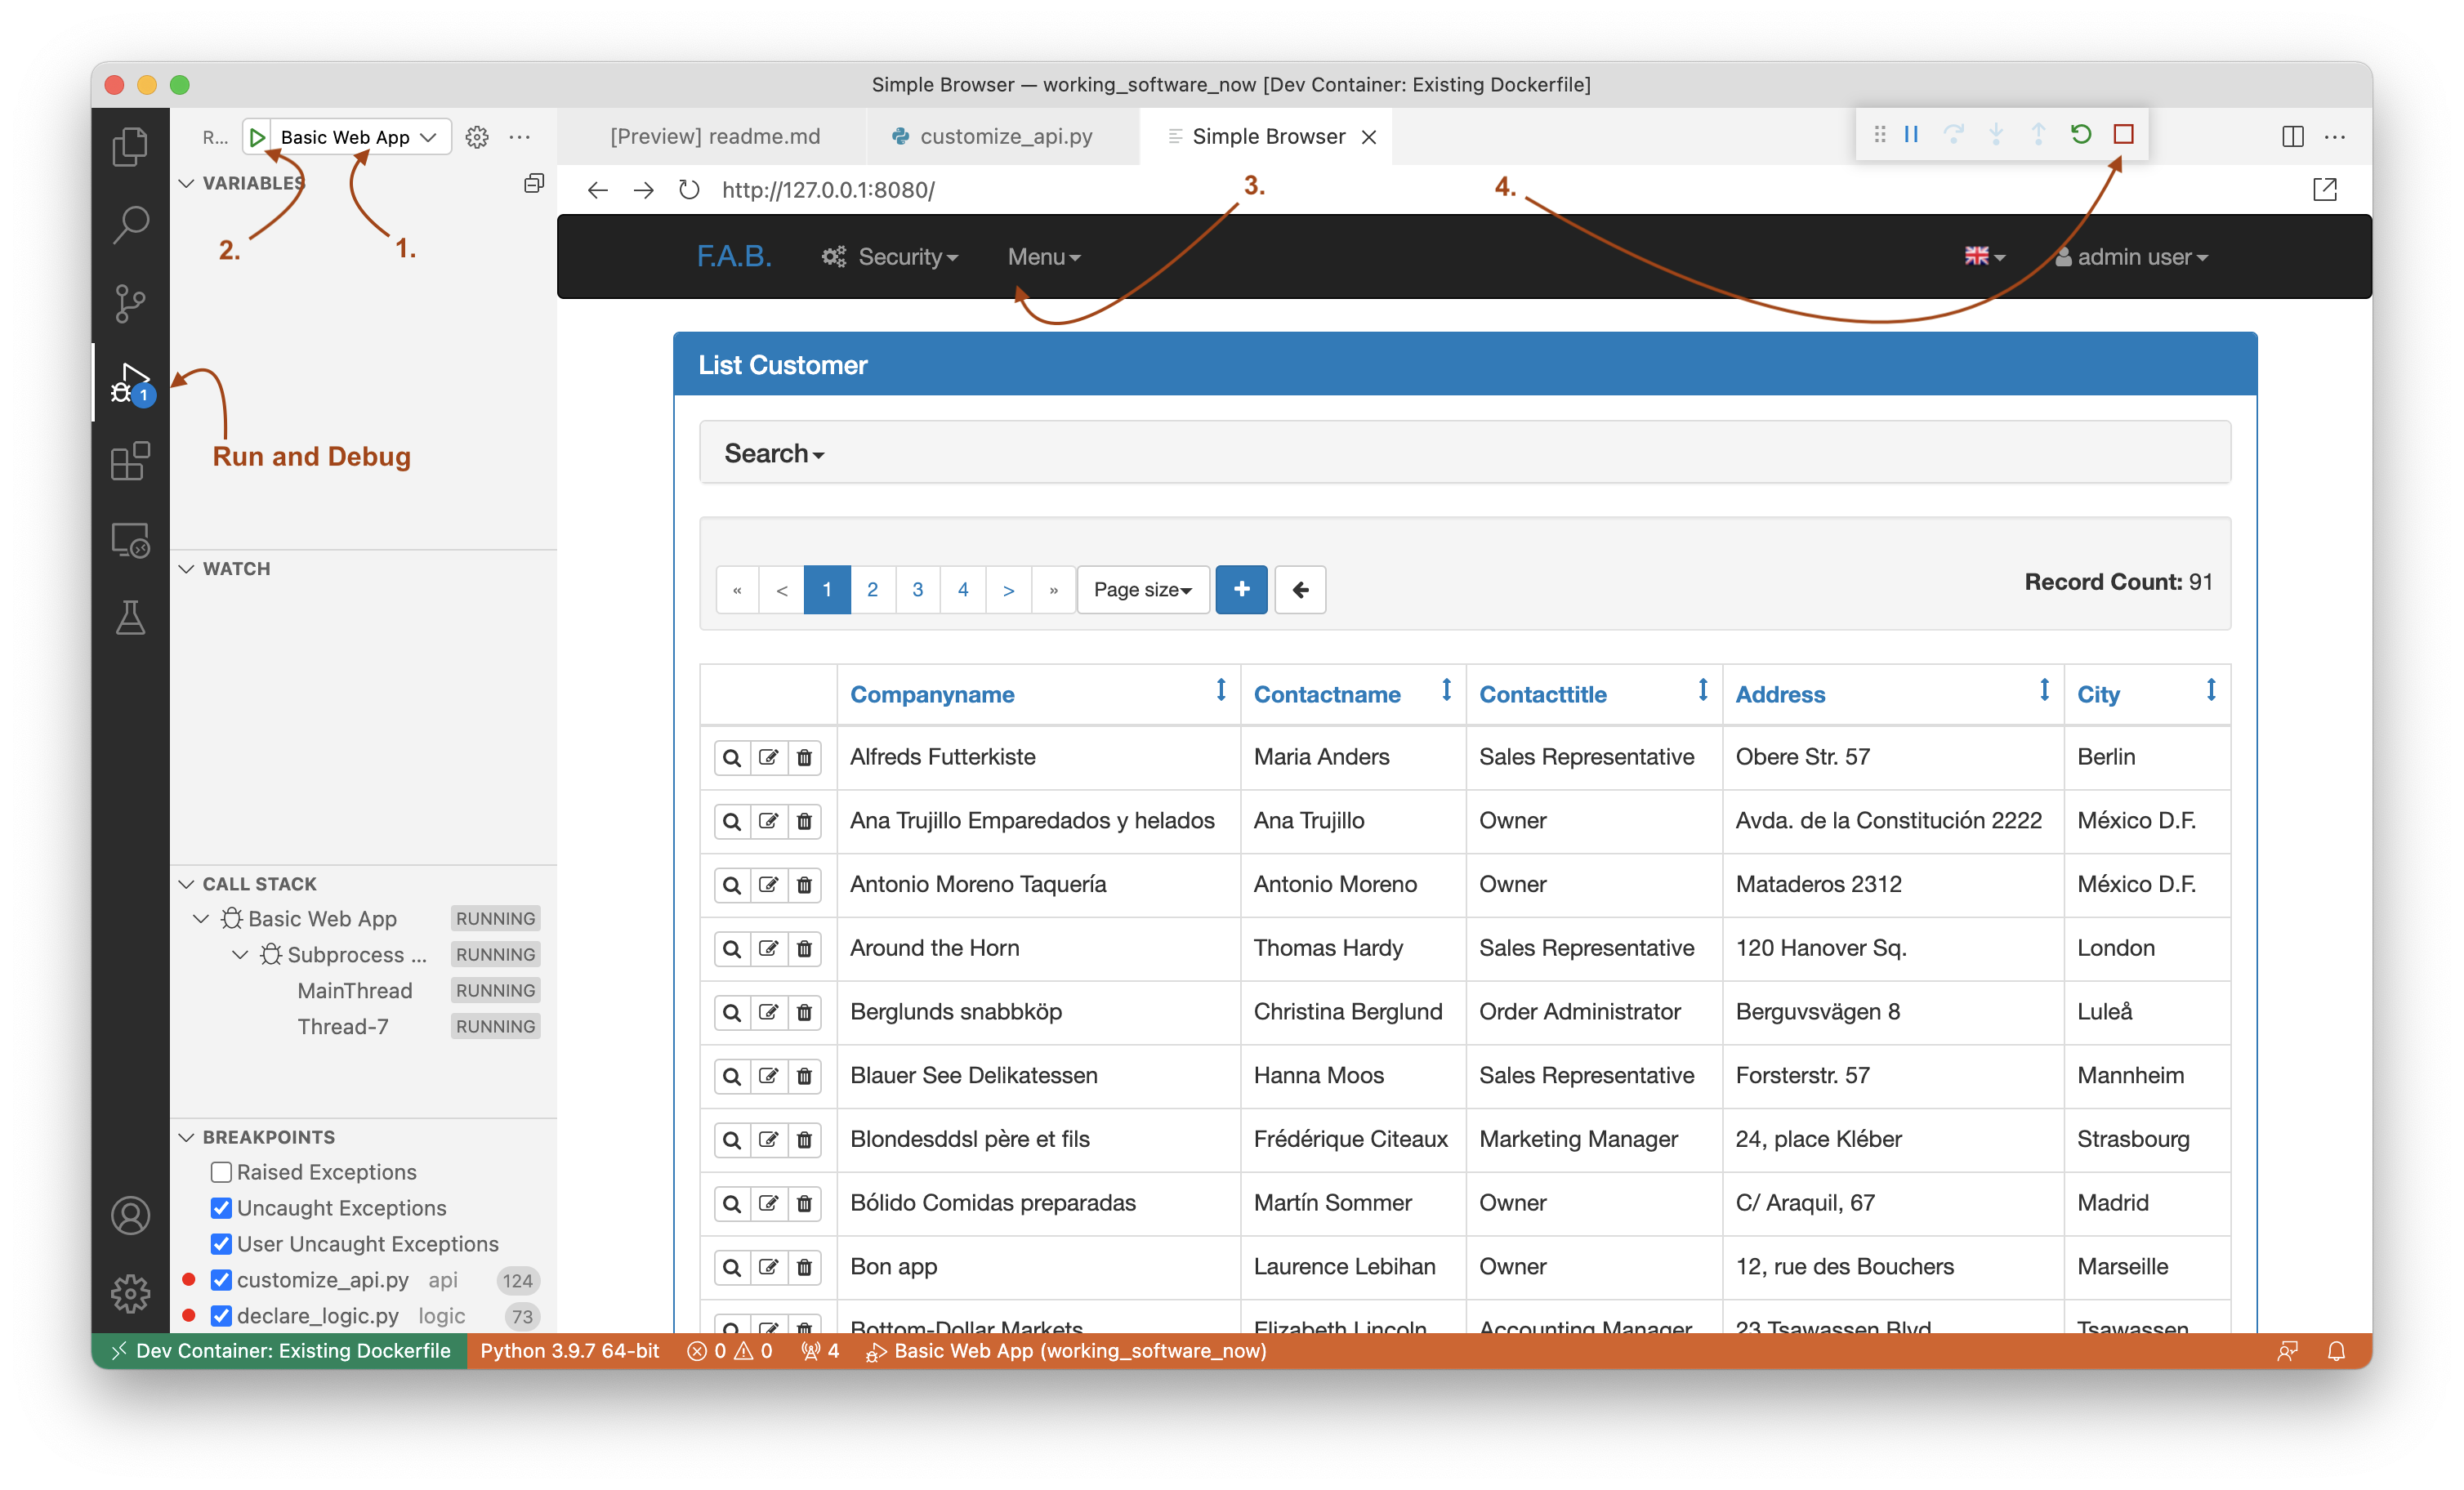 Simple Browser — working_software_now [Dev Container: Existing Dockerfile]
R... Basic Web App ...
[Preview] readme.md customize_api.py Simple Browser
VARIABLES
2. 1.
http://127.0.0.1:8080/
3. 4.
F.A.B. Security Menu admin user
1
Run and Debug
WATCH
CALL STACK
Basic Web App RUNNING
Subprocess ... RUNNING
MainThread RUNNING
Thread-7 RUNNING
BREAKPOINTS
Raised Exceptions
Uncaught Exceptions
User Uncaught Exceptions
customize_api.py api 124
declare_logic.py logic 73
List Customer
Search
« < 1 2 3 4 > » Page size + Record Count: 91
Companyname Contactname Contacttitle Address City
Alfreds Futterkiste Maria Anders Sales Representative Obere Str. 57 Berlin
Ana Trujillo Emparedados y helados Ana Trujillo Owner Avda. de la Constitución 2222 México D.F.
Antonio Moreno Taquería Antonio Moreno Owner Mataderos 2312 México D.F.
Around the Horn Thomas Hardy Sales Representative 120 Hanover Sq. London
Berglunds snabbköp Christina Berglund Order Administrator Berguvsvägen 8 Luleå
Blauer See Delikatessen Hanna Moos Sales Representative Forsterstr. 57 Mannheim
Blondesddsl père et fils Frédérique Citeaux Marketing Manager 24, place Kléber Strasbourg
Bólido Comidas preparadas Martín Sommer Owner C/ Araquil, 67 Madrid
Bon app Laurence Lebihan Owner 12, rue des Bouchers Marseille
Bottom-Dollar Markets Elizabeth Lincoln Accounting Manager 23 Tsawassen Blvd. Tsawassen
Dev Container: Existing Dockerfile Python 3.9.7 64-bit 0 0 4 Basic Web App (working_software_now)